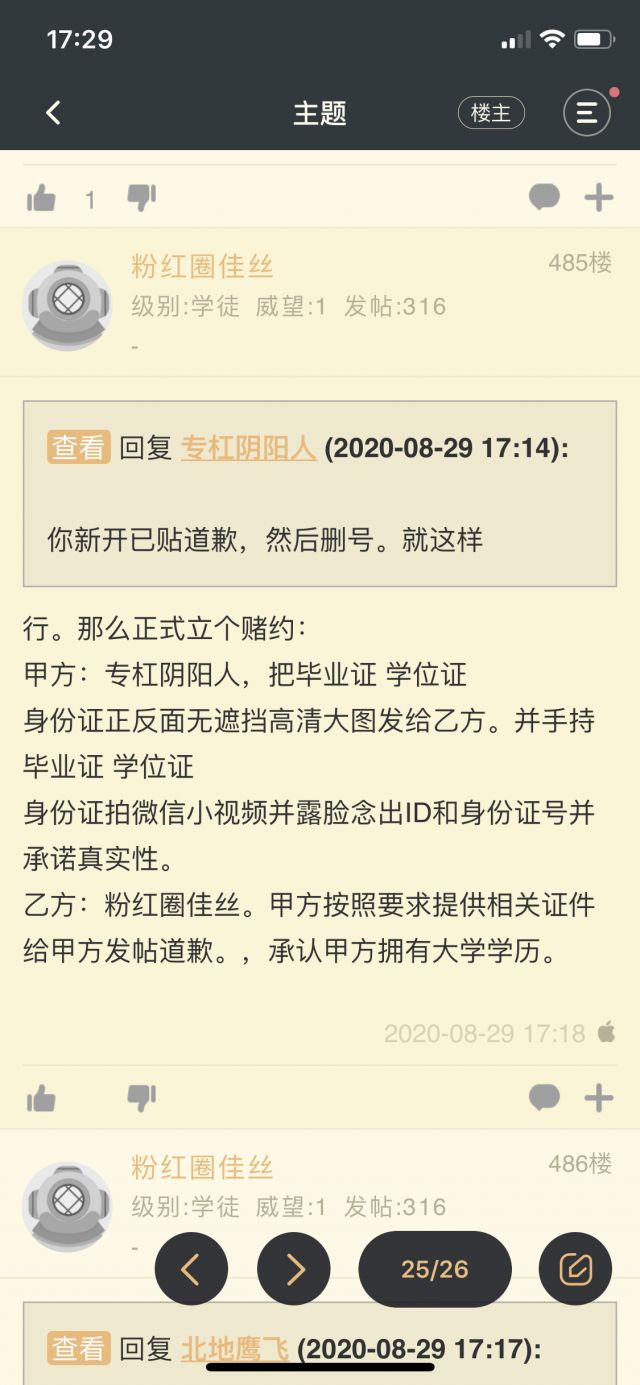 17:29
主题
楼主
1
粉红圈佳丝
485楼
级别:学徒 威望:1 发帖:316
-
查看 回复 专杠阴阳人 (2020-08-29 17:14):
你新开已贴道歉，然后删号。就这样
行。那么正式立个赌约：
甲方：专杠阴阳人，把毕业证 学位证
身份证正反面无遮挡高清大图发给乙方。并手持
毕业证 学位证
身份证拍微信小视频并露脸念出ID和身份证号并
承诺真实性。
乙方：粉红圈佳丝。甲方按照要求提供相关证件
给甲方发帖道歉。，承认甲方拥有大学学历。
2020-08-29 17:18
粉红圈佳丝
486楼
级别:学徒 威望:1 发帖:316
-
25/26
查看 回复 北地鹰飞 (2020-08-29 17:17):